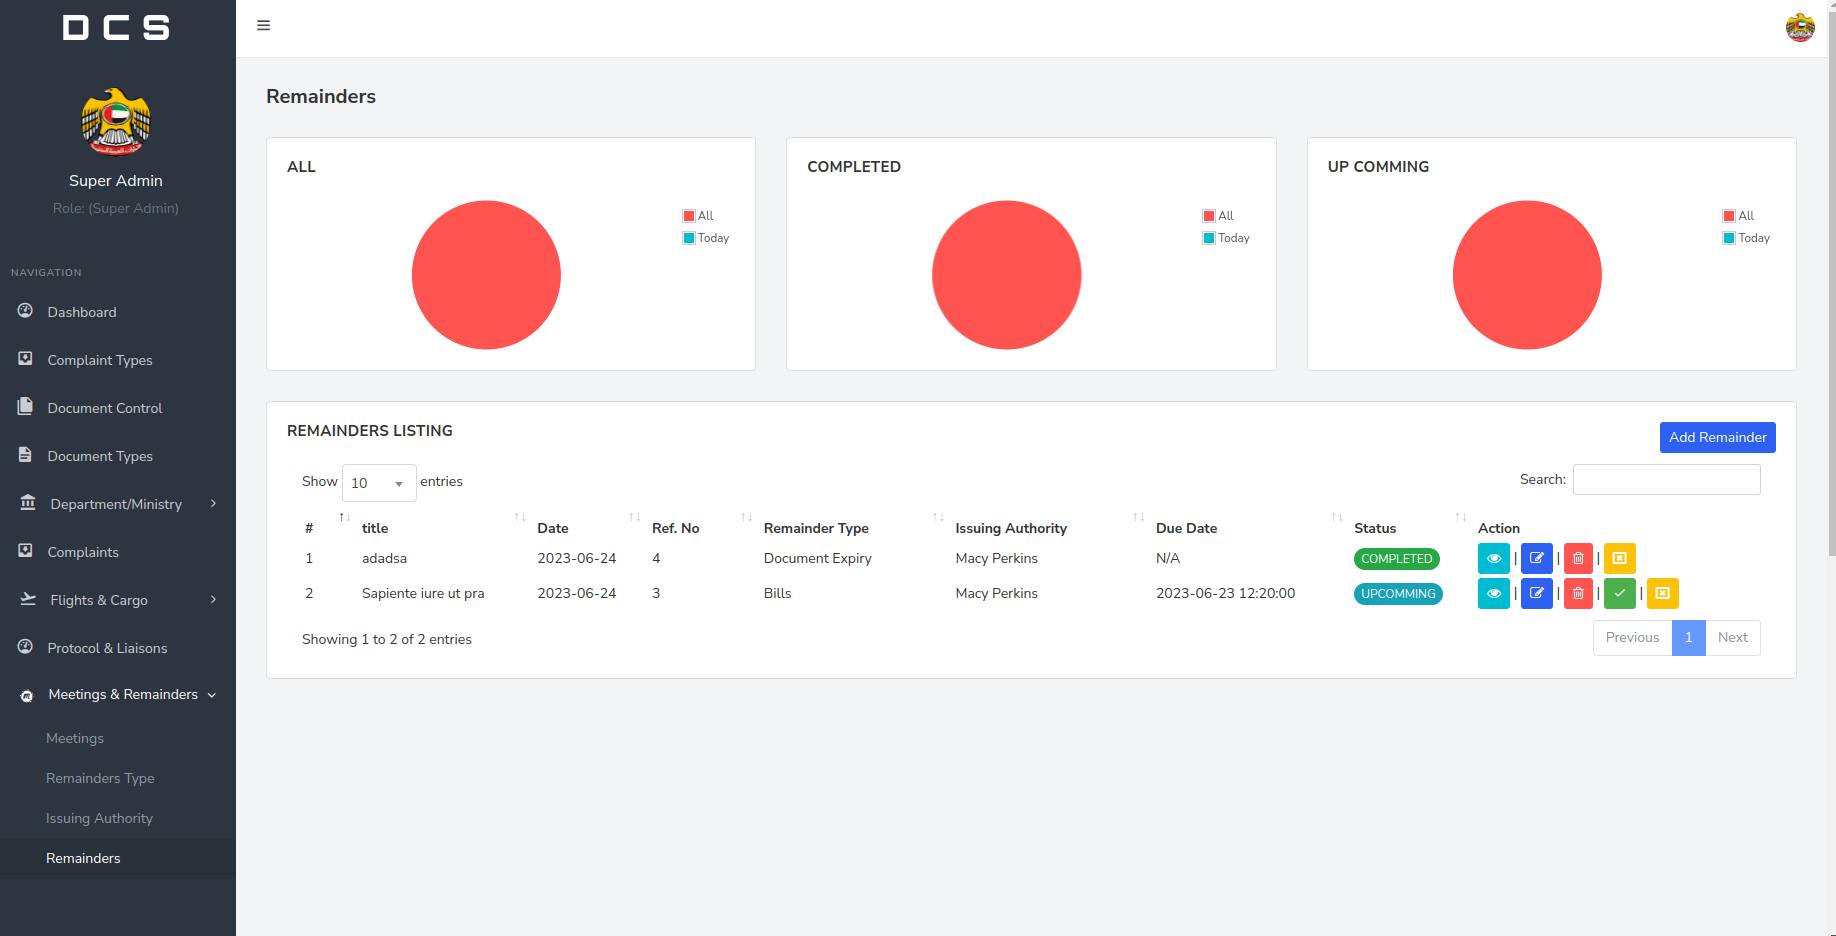 DCS
Super Admin
Role: (Super Admin)
NAVIGATION
Dashboard
Complaint Types
Document Control
Document Types
Department/Ministry
Complaints
Flights & Cargo
Protocol & Liaisons
Meetings & Remainders
Meetings
Remainders Type
Issuing Authority
Remainders
Remainders
ALL
All
Today
COMPLETED
All
Today
UP COMMING
All
Today
REMAINDERS LISTING
Add Remainder
Show 10 entries
Search:
# title Date Ref. No Remainder Type Issuing Authority Due Date Status Action
1 adadsa 2023-06-24 4 Document Expiry Macy Perkins N/A COMPLETED | | |
2 Sapiente iure ut pra 2023-06-24 3 Bills Macy Perkins 2023-06-23 12:20:00 UPCOMMING | | | |
Showing 1 to 2 of 2 entries
Previous 1 Next